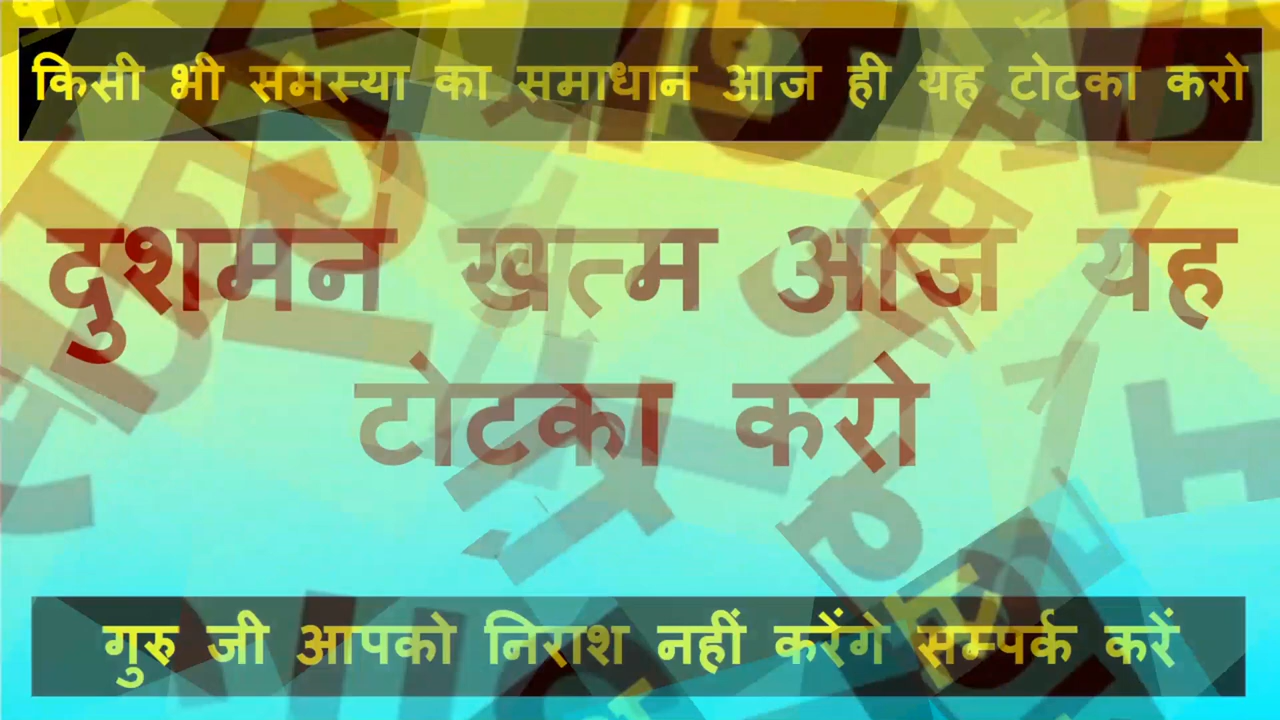 किसी भी समस्या का समाधान आज ही यह टोटका करो
दुशमन खत्म आज यह
टोटका करो
गुरु जी आपको निराश नहीं करेंगे सम्पर्क करें